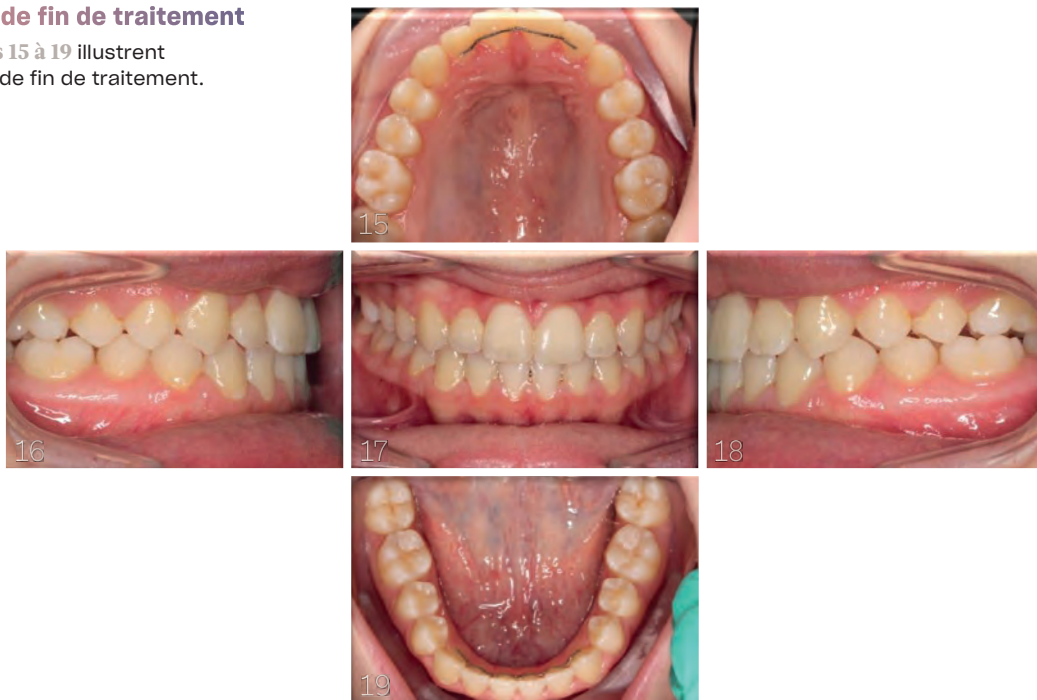 de fin de traitement
s 15 à 19 illustrent
de fin de traitement.
15
16
17
18
19